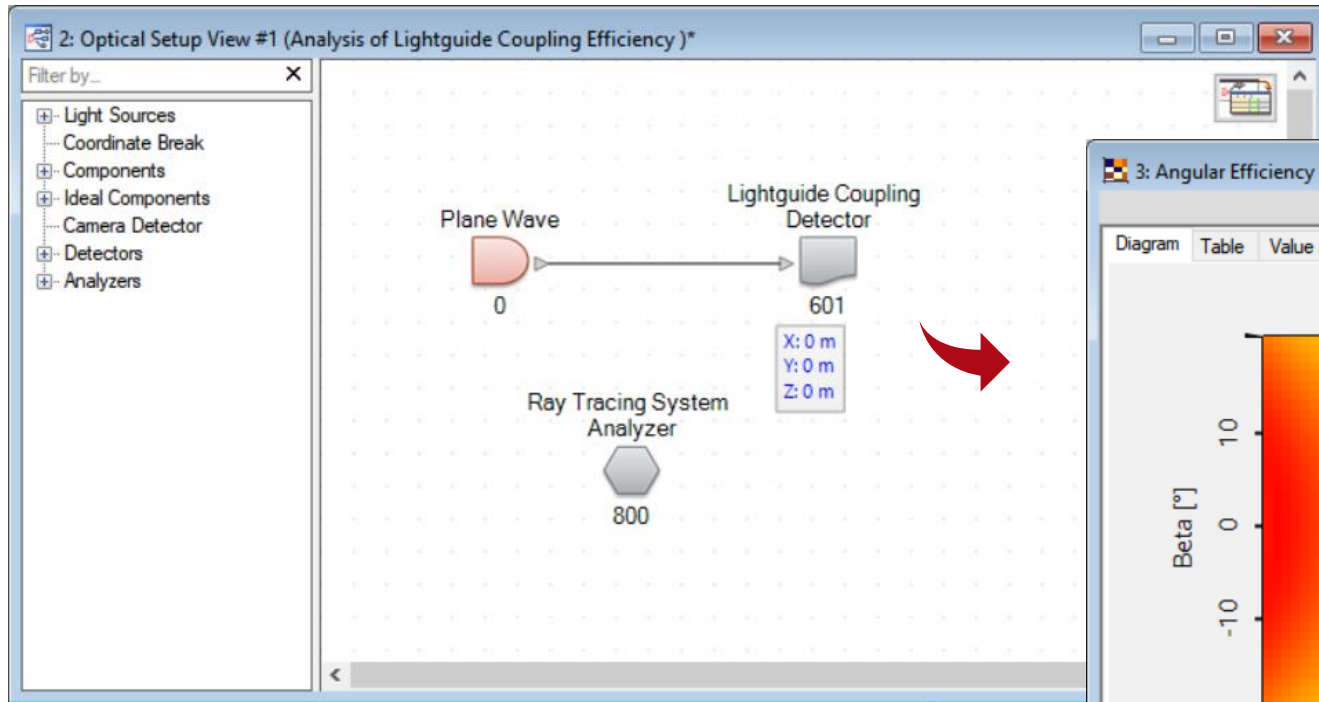 2: Optical Setup View #1 (Analysis of Lightguide Coupling Efficiency )*
Filter by...
Light Sources
Coordinate Break
Components
Ideal Components
Camera Detector
Detectors
Analyzers
Plane Wave
0
Lightguide Coupling
Detector
601
X: 0 m
Y: 0 m
Z: 0 m
Ray Tracing System
Analyzer
800
3: Angular Efficiency
Diagram Table Value
Beta [°]
10
0
-10